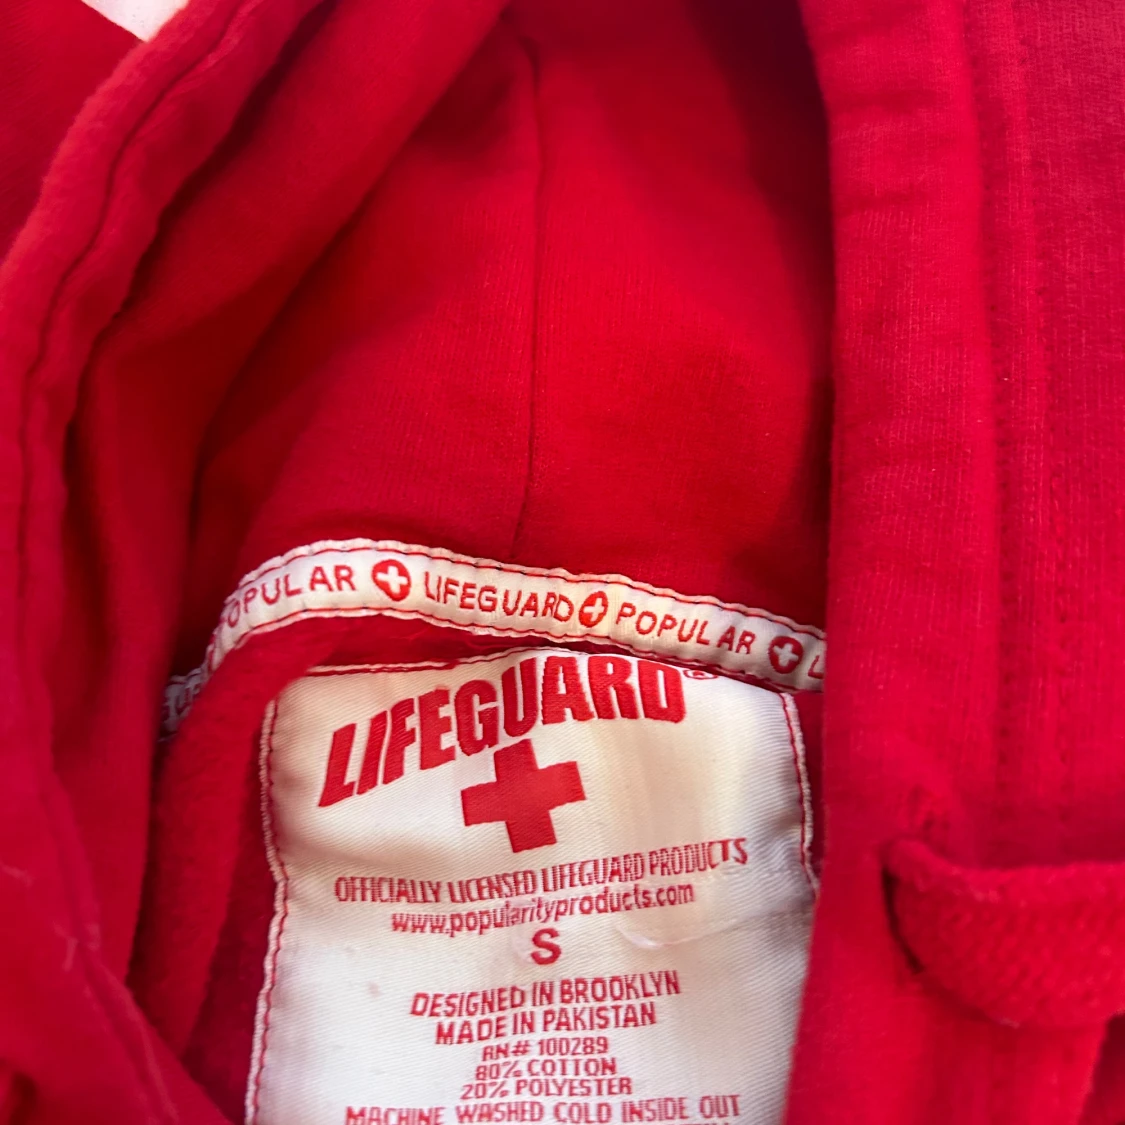 OPULAR LIFEGUARD POPULAR L
LIFEGUARD®
OFFICIALLY LICENSED LIFEGUARD PRODUCTS
www.popularityproducts.com
S
DESIGNED IN BROOKLYN
MADE IN PAKISTAN
RN# 100289
80% COTTON
20% POLYESTER
MACHINE WASHED COLD INSIDE OUT